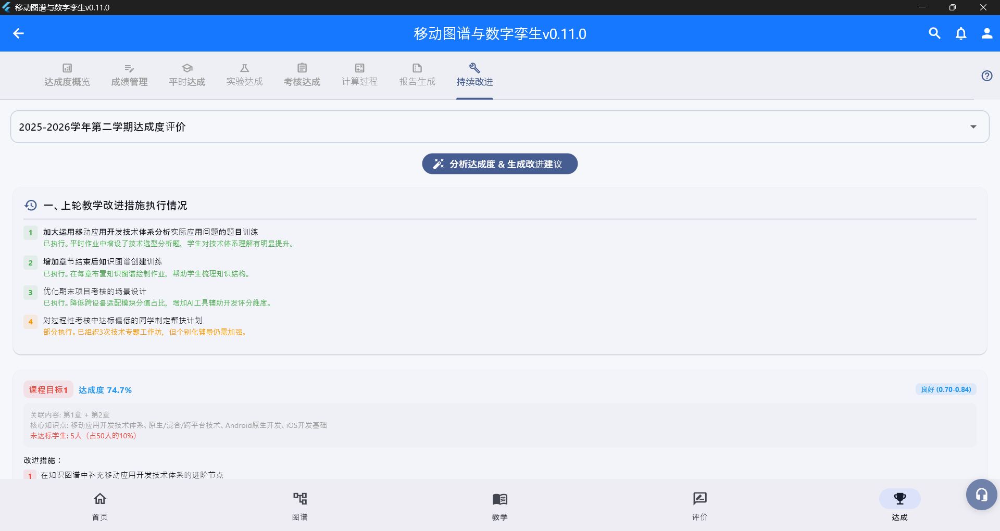 移动图谱与数字孪生v0.11.0
移动图谱与数字孪生v0.11.0
达成度概览
成绩管理
平时达成
实验达成
考核达成
计算过程
报告生成
持续改进
2025-2026学年第二学期达成度评价
分析达成度 & 生成改进建议
一、上轮教学改进措施执行情况
1 加大运用移动应用开发技术体系分析实际应用问题的题目训练
已执行。平时作业中增设了技术选型分析题，学生对技术体系理解有明显提升。
2 增加章节结束后知识图谱创建训练
已执行。在每章布置知识图谱绘制作业，帮助学生梳理知识结构。
3 优化期末项目考核的场景设计
已执行。降低跨设备适配模块分值占比，增加AI工具辅助开发评分维度。
4 对过程性考核中达标偏低的同学制定帮扶计划
部分执行。已组织3次技术专题工作坊，但个别化辅导仍需加强。
课程目标1 达成度 74.7% 良好 (0.70-0.84)
关联内容: 第1章 + 第2章
核心知识点: 移动应用开发技术体系、原生/混合/跨平台技术、Android原生开发、iOS开发基础
未达标学生: 5人（占50人的10%）
改进措施：
1 在知识图谱中补充移动应用开发技术体系的进阶节点
首页
图谱
教学
评价
达成